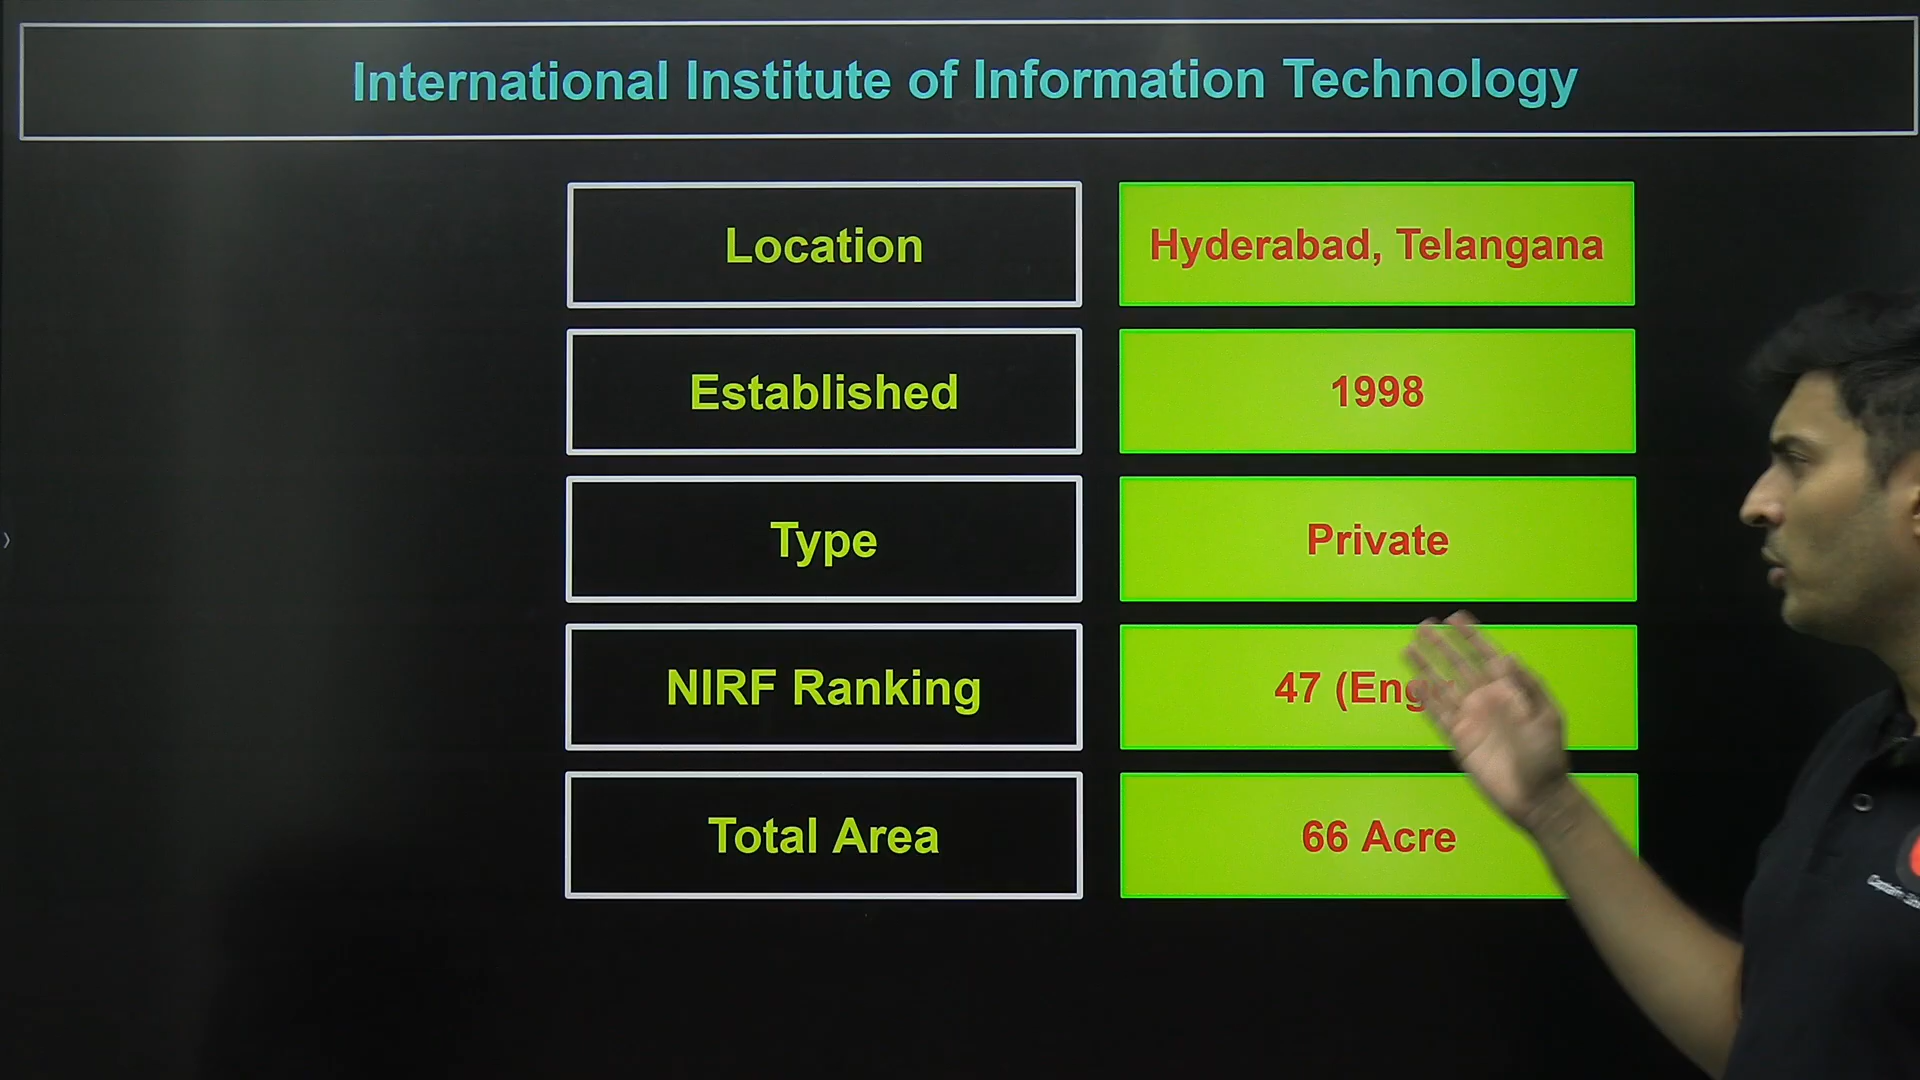 International Institute of Information Technology
Location
Hyderabad, Telangana
Established
1998
Type
Private
NIRF Ranking
47
Total Area
66 Acre